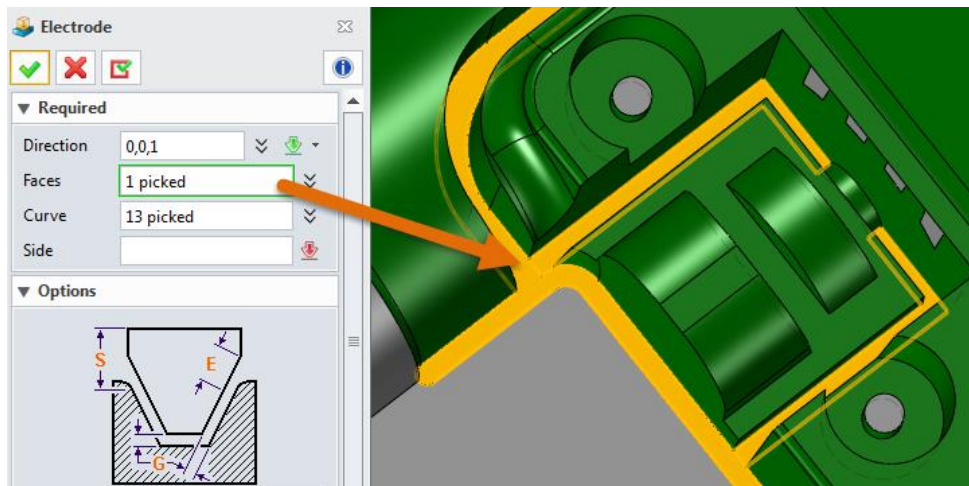 Electrode
Required
Direction 0,0,1
Faces 1 picked
Curve 13 picked
Side
Options
S
E
G